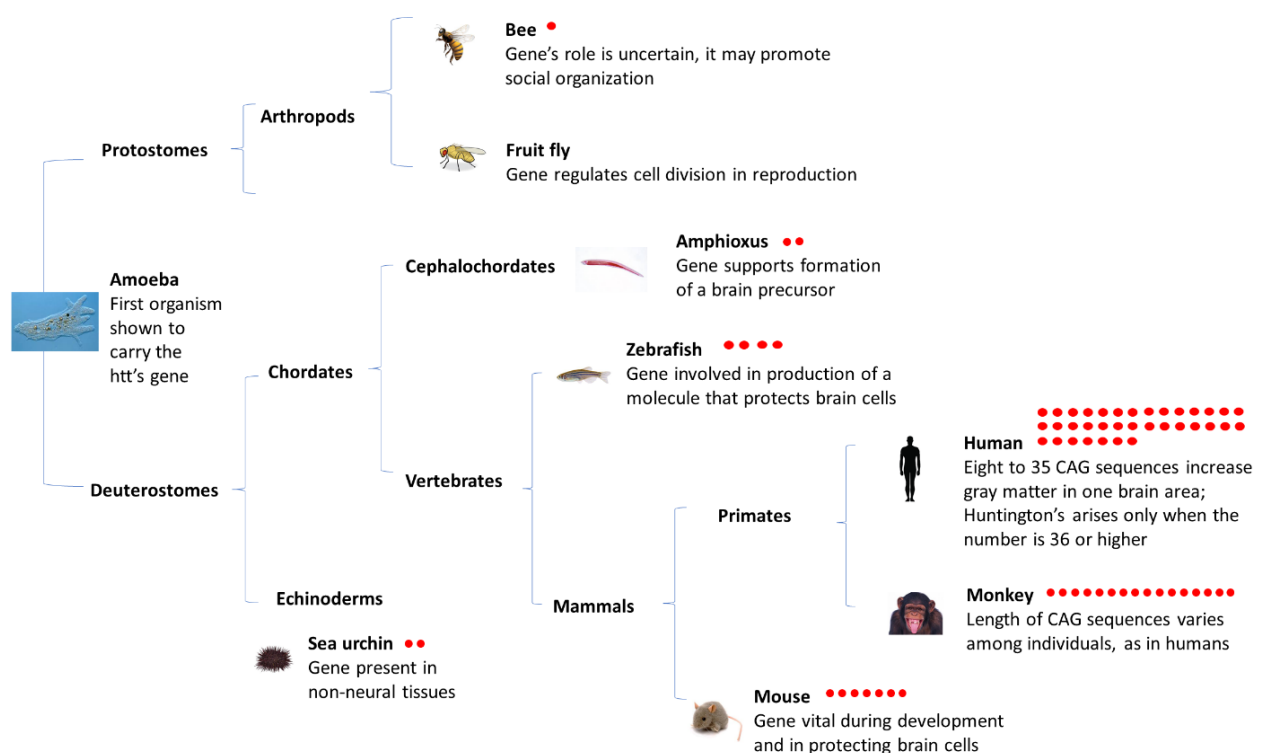 Bee
Gene's role is uncertain, it may promote
social organization
Arthropods
Protostomes
Fruit fly
Gene regulates cell division in reproduction
Amphioxus
Gene supports formation
of a brain precursor
Cephalochordates
Amoeba
First organism
shown to
carry the
htt's gene
Zebrafish
Gene involved in production of a
molecule that protects brain cells
Chordates
Human
Eight to 35 CAG sequences increase
gray matter in one brain area;
Huntington's arises only when the
number is 36 or higher
Vertebrates
Deuterostomes
Primates
Echinoderms
Mammals
Monkey
Length of CAG sequences varies
among individuals, as in humans
Sea urchin
Gene present in
non-neural tissues
Mouse
Gene vital during development
and in protecting brain cells